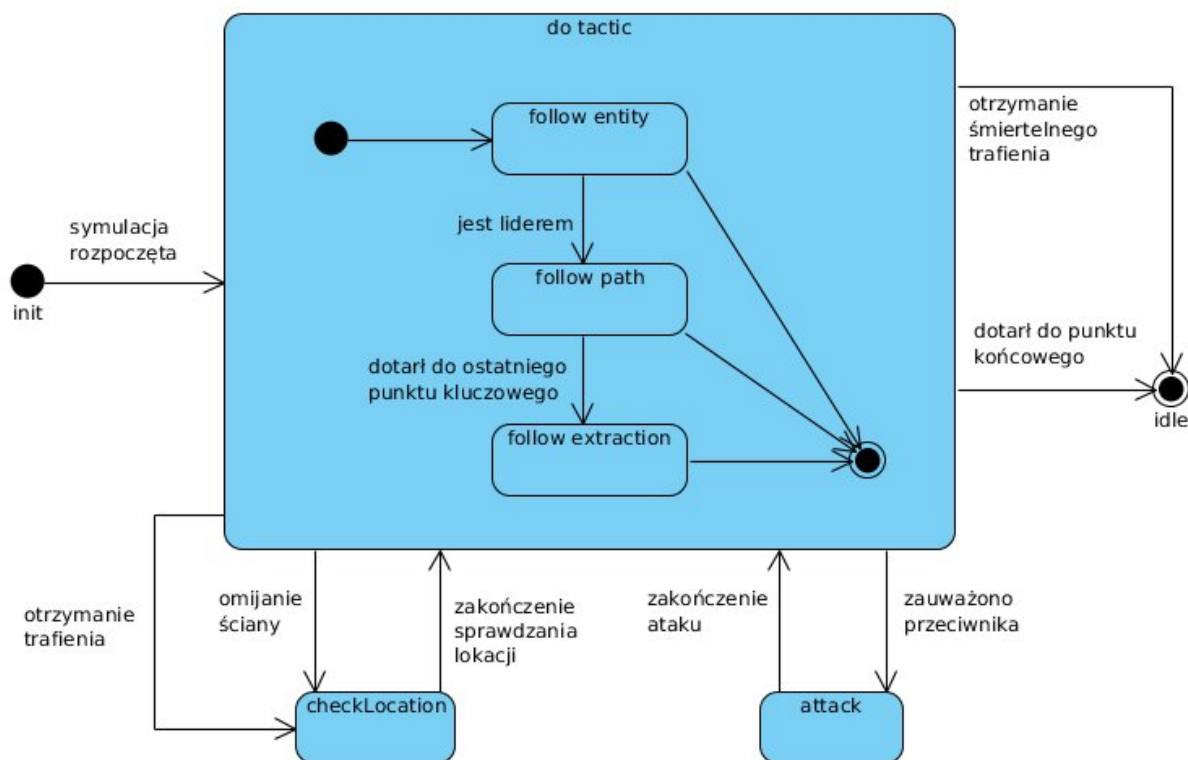 do tactic
follow entity
otrzymanie
śmiertelnego
trafienia
symulacja
rozpoczęta
jest liderem
init
follow path
dotarł do punktu
końcowego
dotarł do ostatniego
punktu kluczowego
idle
follow extraction
otrzymanie
trafienia
omijanie
ściany
zakończenie
sprawdzania
lokacji
zakończenie
ataku
zauważono
przeciwnika
checkLocation
attack